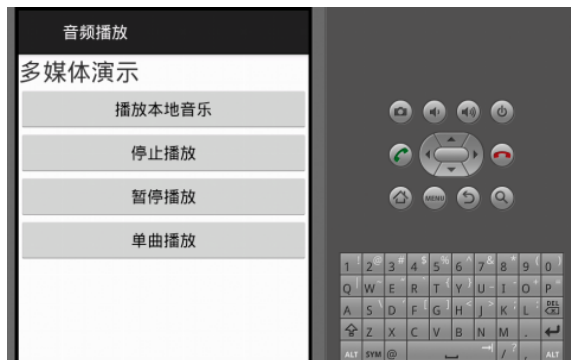 音频播放
多媒体演示
播放本地音乐
停止播放
暂停播放
单曲播放
MENU
1 ! 2 @ 3 # 4 $ 5 % 6 ^ 7 & 8 * 9 ( 0 )
Q W E R T Y U I O P
A S D F G H J K L DEL
Z X C V B N M .
ALT SYM @ / ? , ALT